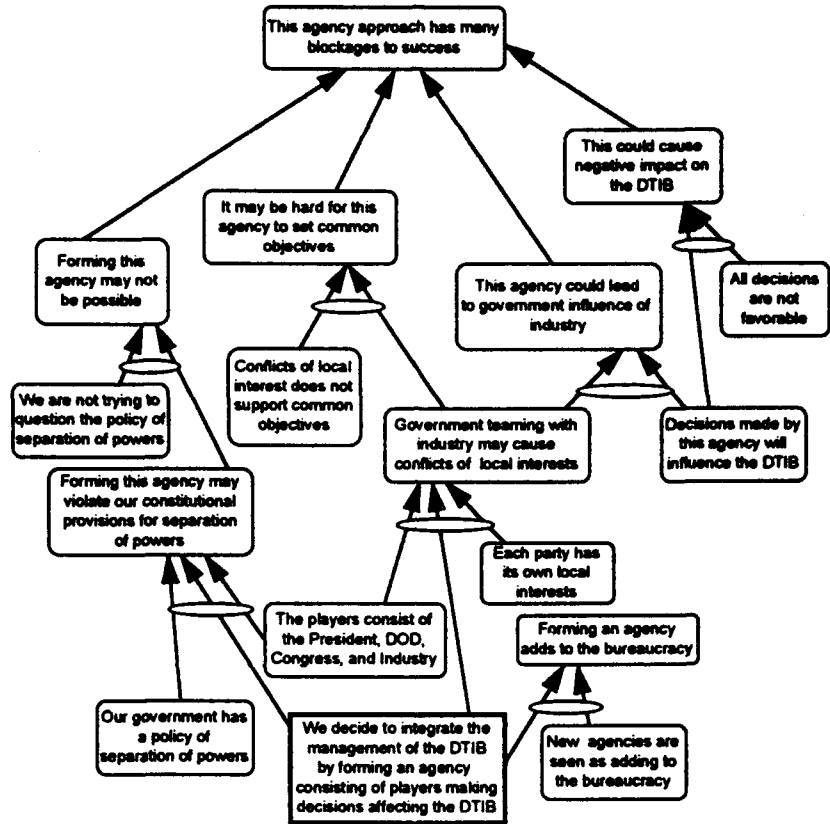 This agency approach has many
blockages to success
This could cause
negative impact on
the DTIB
It may be hard for this
agency to set common
objectives
Forming this
agency may not
be possible
This agency could lead
to government influence of
industry
All decisions
are not
favorable
Conflicts of local
interest does not
support common
objectives
We are not trying to
question the policy of
separation of powers
Government teaming with
industry may cause
conflicts of local interests
Decisions made by
this agency will
influence the DTIB
Forming this agency may
violate our constitutional
provisions for separation
of powers
Each party has
its own local
interests
The players consist of
the President, DOD,
Congress, and Industry
Forming an agency
adds to the bureaucracy
Our government has
a policy of
separation of powers
We decide to integrate the
management of the DTIB
by forming an agency
consisting of players making
decisions affecting the DTIB
New agencies are
seen as adding to
the bureaucracy